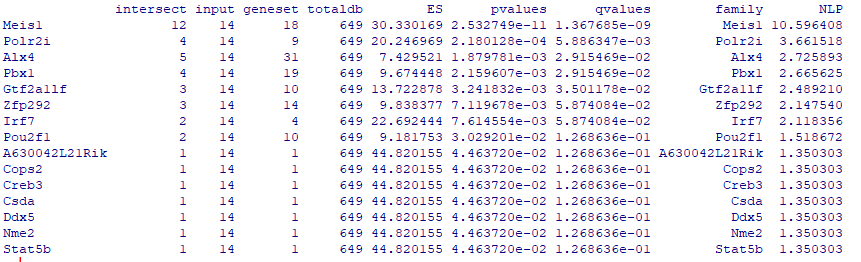 intersect input geneset totaldb ES pvalues qvalues family NLP
Meis1 12 14 18 649 30.330169 2.532749e-11 1.367685e-09 Meis1 10.596408
Polr2i 4 14 9 649 20.246969 2.180128e-04 5.886347e-03 Polr2i 3.661518
Alx4 5 14 31 649 7.429521 1.879781e-03 2.915469e-02 Alx4 2.725893
Pbx1 4 14 19 649 9.674448 2.159607e-03 2.915469e-02 Pbx1 2.665625
Gtf2a1lf 3 14 10 649 13.722878 3.241832e-03 3.501178e-02 Gtf2a1lf 2.489210
Zfp292 3 14 14 649 9.838377 7.119678e-03 5.874084e-02 Zfp292 2.147540
Irf7 2 14 4 649 22.692444 7.614554e-03 5.874084e-02 Irf7 2.118356
Pou2f1 2 14 10 649 9.181753 3.029201e-02 1.268636e-01 Pou2f1 1.518672
A630042L21Rik 1 14 1 649 44.820155 4.463720e-02 1.268636e-01 A630042L21Rik 1.350303
Cops2 1 14 1 649 44.820155 4.463720e-02 1.268636e-01 Cops2 1.350303
Creb3 1 14 1 649 44.820155 4.463720e-02 1.268636e-01 Creb3 1.350303
Csda 1 14 1 649 44.820155 4.463720e-02 1.268636e-01 Csda 1.350303
Ddx5 1 14 1 649 44.820155 4.463720e-02 1.268636e-01 Ddx5 1.350303
Nme2 1 14 1 649 44.820155 4.463720e-02 1.268636e-01 Nme2 1.350303
Stat5b 1 14 1 649 44.820155 4.463720e-02 1.268636e-01 Stat5b 1.350303